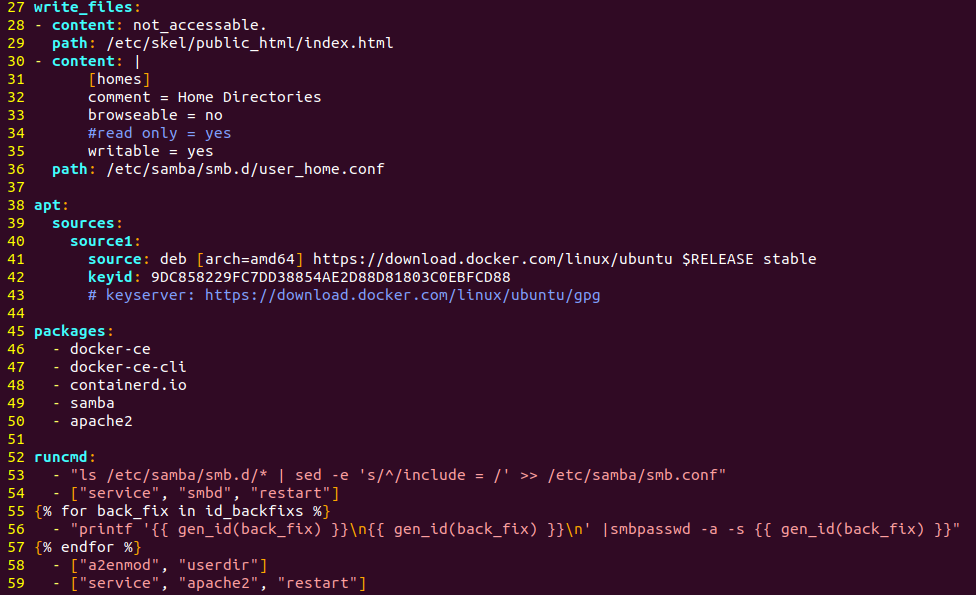 27 write_files:
28 - content: not_accessable.
29   path: /etc/skel/public_html/index.html
30 - content: |
31       [homes]
32       comment = Home Directories
33       browseable = no
34       #read only = yes
35       writable = yes
36   path: /etc/samba/smb.d/user_home.conf
37
38 apt:
39   sources:
40     source1:
41       source: deb [arch=amd64] https://download.docker.com/linux/ubuntu $RELEASE stable
42       keyid: 9DC858229FC7DD38854AE2D88D81803C0EBFCD88
43       # keyserver: https://download.docker.com/linux/ubuntu/gpg
44
45 packages:
46   - docker-ce
47   - docker-ce-cli
48   - containerd.io
49   - samba
50   - apache2
51
52 runcmd:
53   - "ls /etc/samba/smb.d/* | sed -e 's/^/include = /' >> /etc/samba/smb.conf"
54   - ["service", "smbd", "restart"]
55 {% for back_fix in id_backfixs %}
56   - "printf '{{ gen_id(back_fix) }}\n{{ gen_id(back_fix) }}\n' |smbpasswd -a -s {{ gen_id(back_fix) }}"
57 {% endfor %}
58   - ["a2enmod", "userdir"]
59   - ["service", "apache2", "restart"]